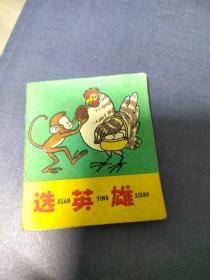 选 XUAN 英 YING 雄 XIONG